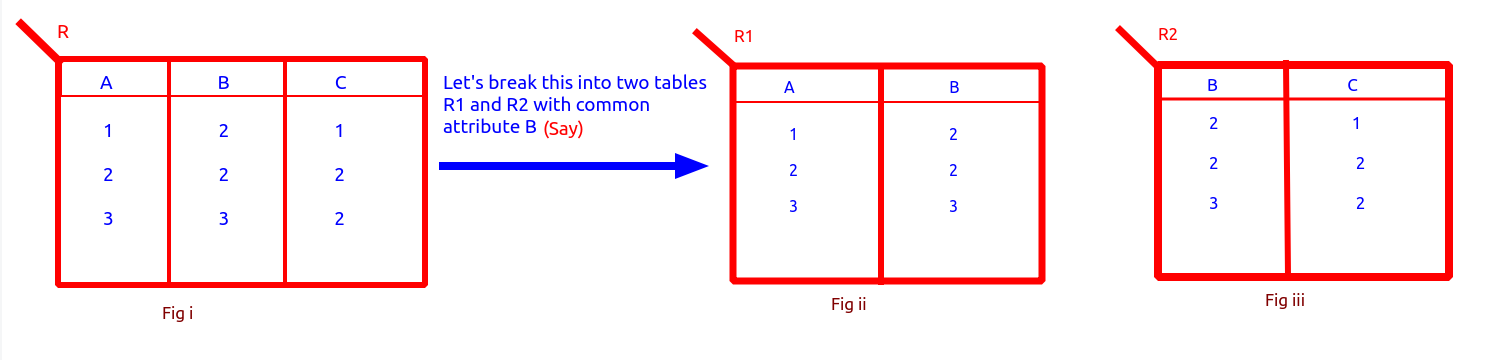 R
A B C
1 2 1
2 2 2
3 3 2
Fig i
Let's break this into two tables
R1 and R2 with common
attribute B (Say)
R1
A B
1 2
2 2
3 3
Fig ii
R2
B C
2 1
2 2
3 2
Fig iii